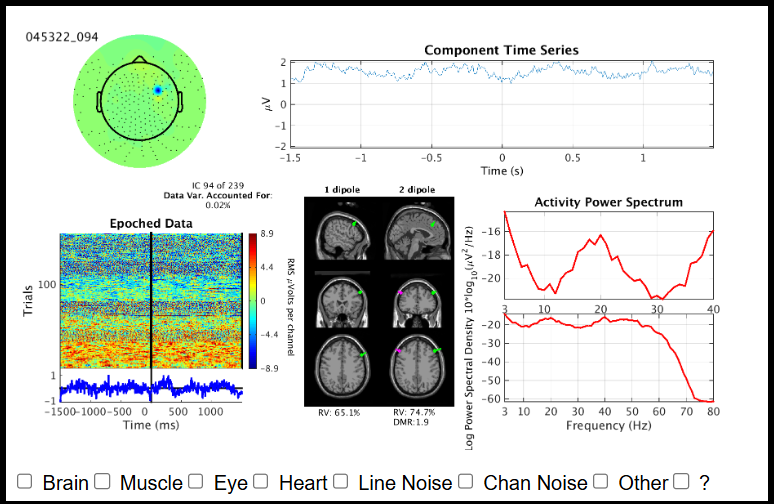 045322_094
Component Time Series
μV
2
1
0
−1
−2
−1.5 −1 −0.5 0 0.5 1
Time (s)
IC 94 of 239
Data Var. Accounted For:
0.02%
Epoched Data
Trials
100
8.9
4.4
0
−4.4
−8.9
RMS μVolts per channel
1
−1
−1500 −1000 −500 0 500 1000
Time (ms)
1 dipole 2 dipole
RV: 65.1% RV: 74.7%
DMR:1.9
Activity Power Spectrum
Log Power Spectral Density 10*log10(μV2/Hz)
−16
−18
−20
3 10 20 30 40
−20
−30
−40
−50
−60
3 10 20 30 40 50 60 70 80
Frequency (Hz)
Brain Muscle Eye Heart Line Noise Chan Noise Other ?